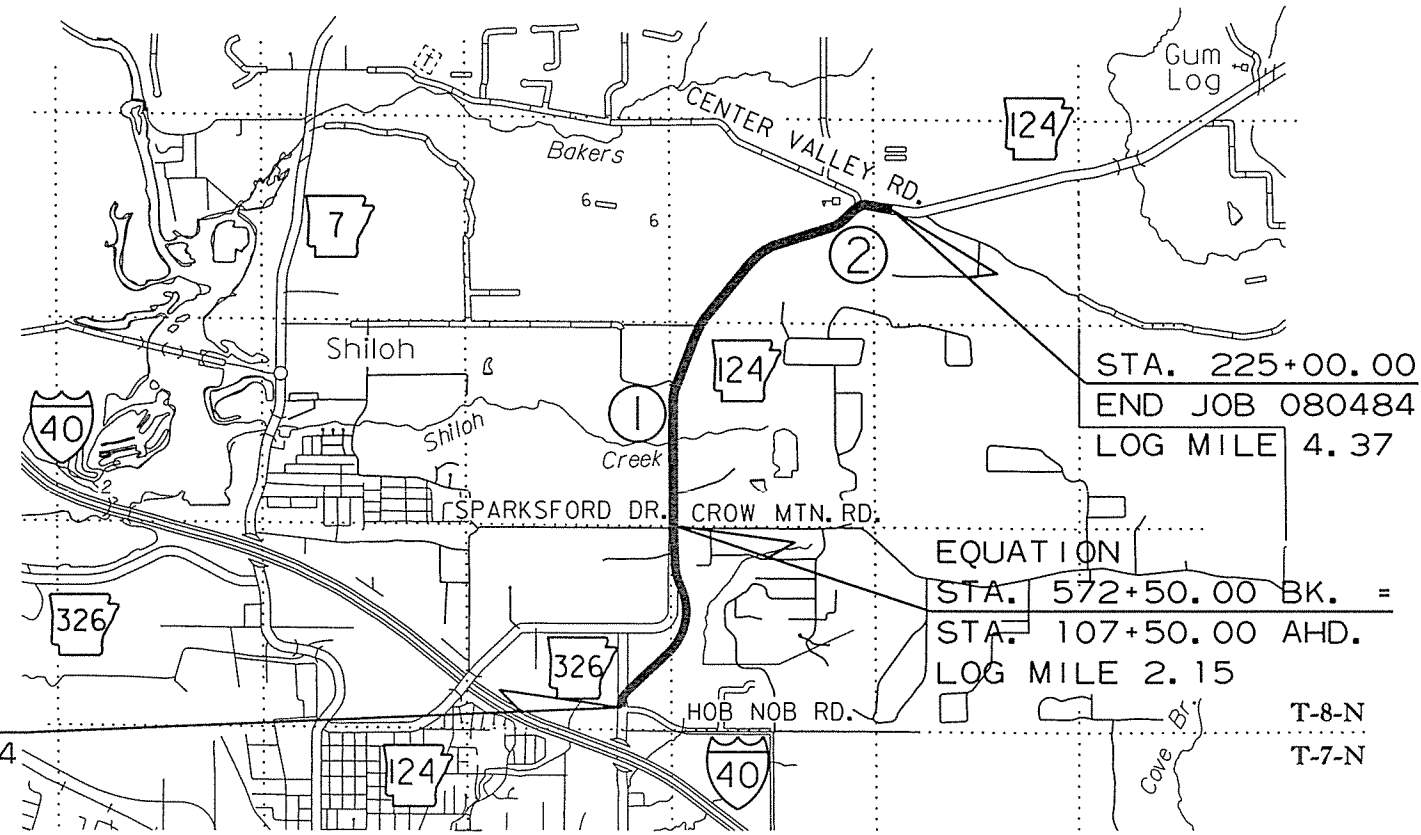 Gum
Log
CENTER VALLEY RD.
124
Bakers
7
6
6
2
Shiloh
124
STA. 225+00.00
END JOB 080484
LOG MILE 4.37
40
1
Shiloh
Creek
2
SPARKSFORD DR.
CROW MTN. RD.
EQUATION
STA. 572+50.00 BK. =
STA. 107+50.00 AHD.
LOG MILE 2.15
326
326
HOB NOB RD.
T-8-N
T-7-N
4
124
40
Cove Br.